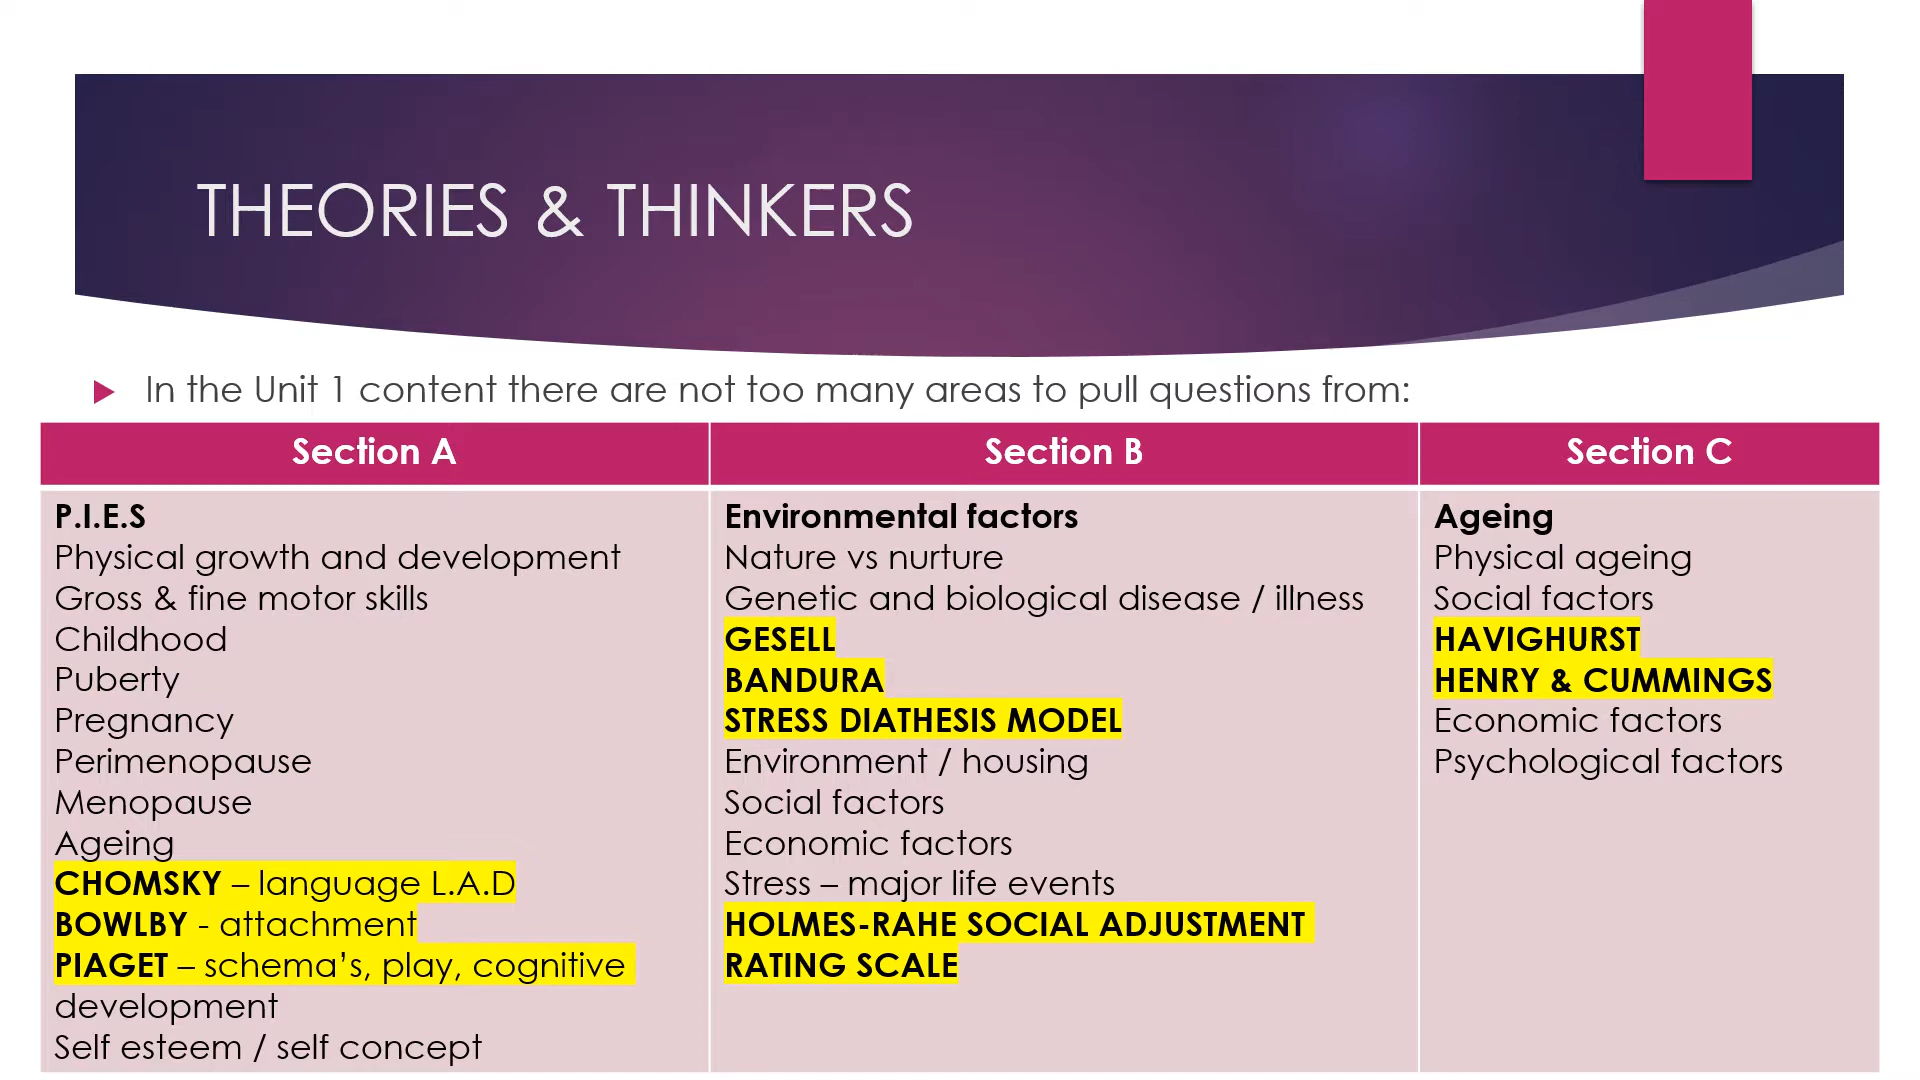 THEORIES & THINKERS
In the Unit 1 content there are not too many areas to pull questions from:
Section A
P.I.E.S
Physical growth and development
Gross & fine motor skills
Childhood
Puberty
Pregnancy
Perimenopause
Menopause
Ageing
CHOMSKY – language L.A.D
BOWLBY - attachment
PIAGET – schema’s, play, cognitive
development
Self esteem / self concept
Section B
Environmental factors
Nature vs nurture
Genetic and biological disease / illness
GESELL
BANDURA
STRESS DIATHESIS MODEL
Environment / housing
Social factors
Economic factors
Stress – major life events
HOLMES-RAHE SOCIAL ADJUSTMENT
RATING SCALE
Section C
Ageing
Physical ageing
Social factors
HAVIGHURST
HENRY & CUMMINGS
Economic factors
Psychological factors